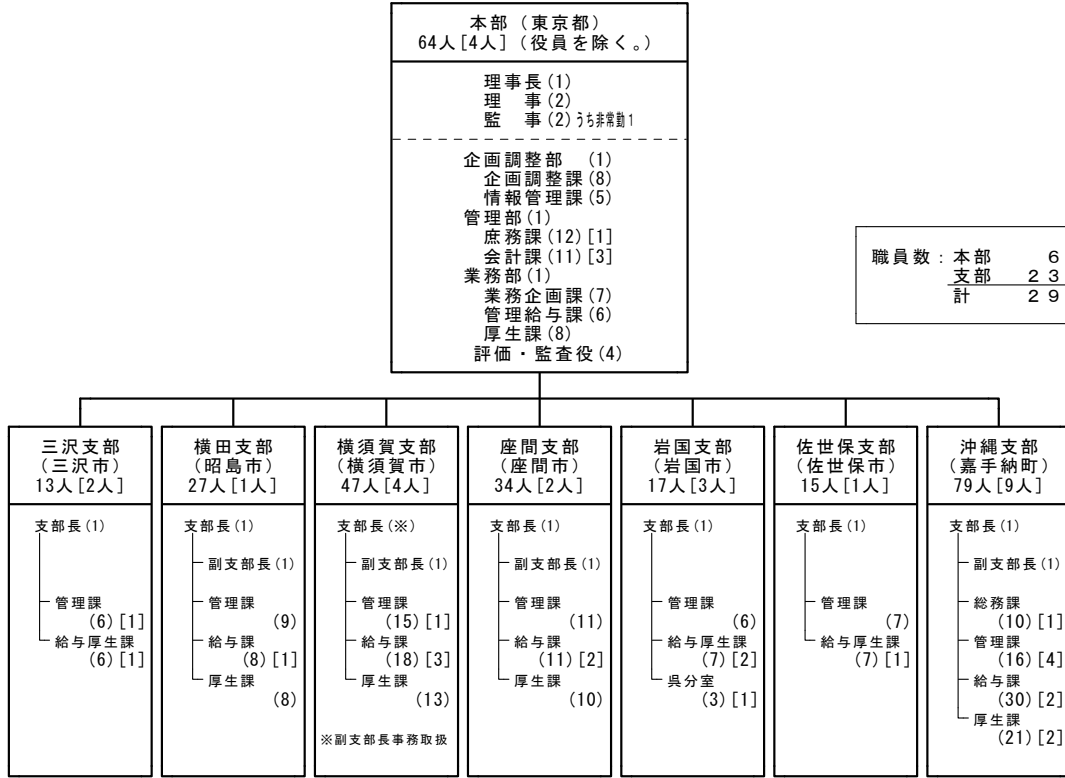 本部（東京都）
64人[4人]（役員を除く。）
理事長(1)
理　事(2)
監　事(2)うち非常勤1
企画調整部　(1)
企画調整課(8)
情報管理課(5)
管理部(1)
庶務課(12)[1]
会計課(11)[3]
業務部(1)
業務企画課(7)
管理給与課(6)
厚生課(8)
評価・監査役(4)
職員数：本部　　６
支部　２３
計　２９
三沢支部
（三沢市）
13人[2人]
支部長(1)
管理課
(6)[1]
給与厚生課
(6)[1]
横田支部
（昭島市）
27人[1人]
支部長(1)
副支部長(1)
管理課
(9)
給与課
(8)[1]
厚生課
(8)
横須賀支部
（横須賀市）
47人[4人]
支部長(※)
副支部長(1)
管理課
(15)[1]
給与課
(18)[3]
厚生課
(13)
※副支部長事務取扱
座間支部
（座間市）
34人[2人]
支部長(1)
副支部長(1)
管理課
(11)
給与課
(11)[2]
厚生課
(10)
岩国支部
（岩国市）
17人[3人]
支部長(1)
管理課
(6)
給与厚生課
(7)[2]
呉分室
(3)[1]
佐世保支部
（佐世保市）
15人[1人]
支部長(1)
管理課
(7)
給与厚生課
(7)[1]
沖縄支部
（嘉手納町）
79人[9人]
支部長(1)
副支部長(1)
総務課
(10)[1]
管理課
(16)[4]
給与課
(30)[2]
厚生課
(21)[2]